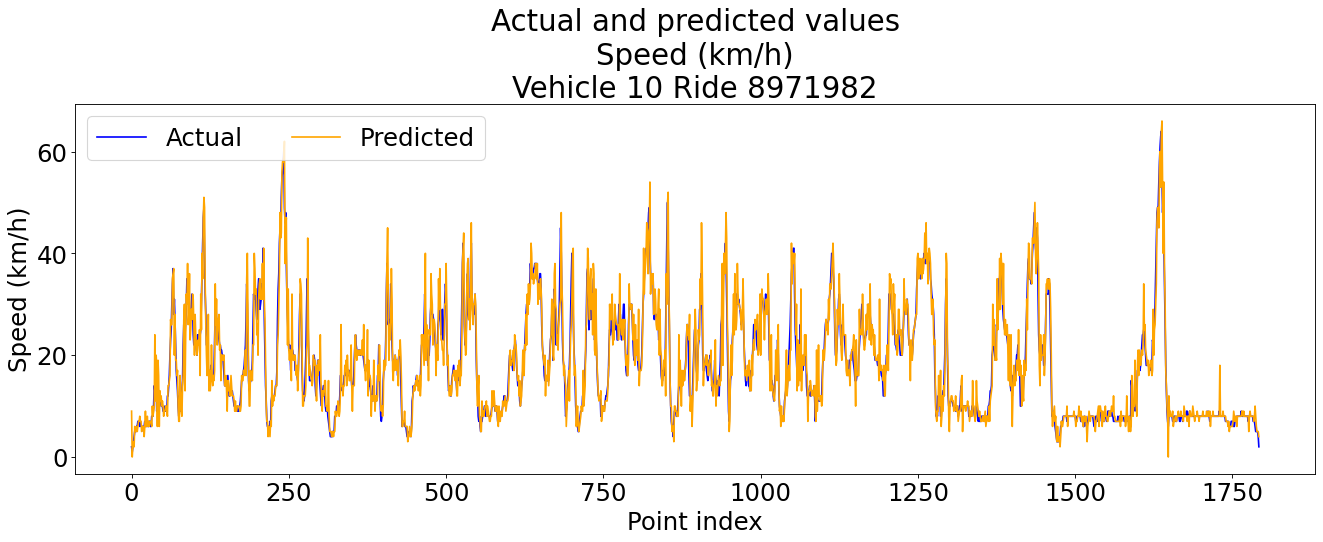 Actual and predicted values
Speed (km/h)
Vehicle 10 Ride 8971982
Actual Predicted
Speed (km/h)
60
40
20
0
0 250 500 750 1000 1250 1500 1750
Point index